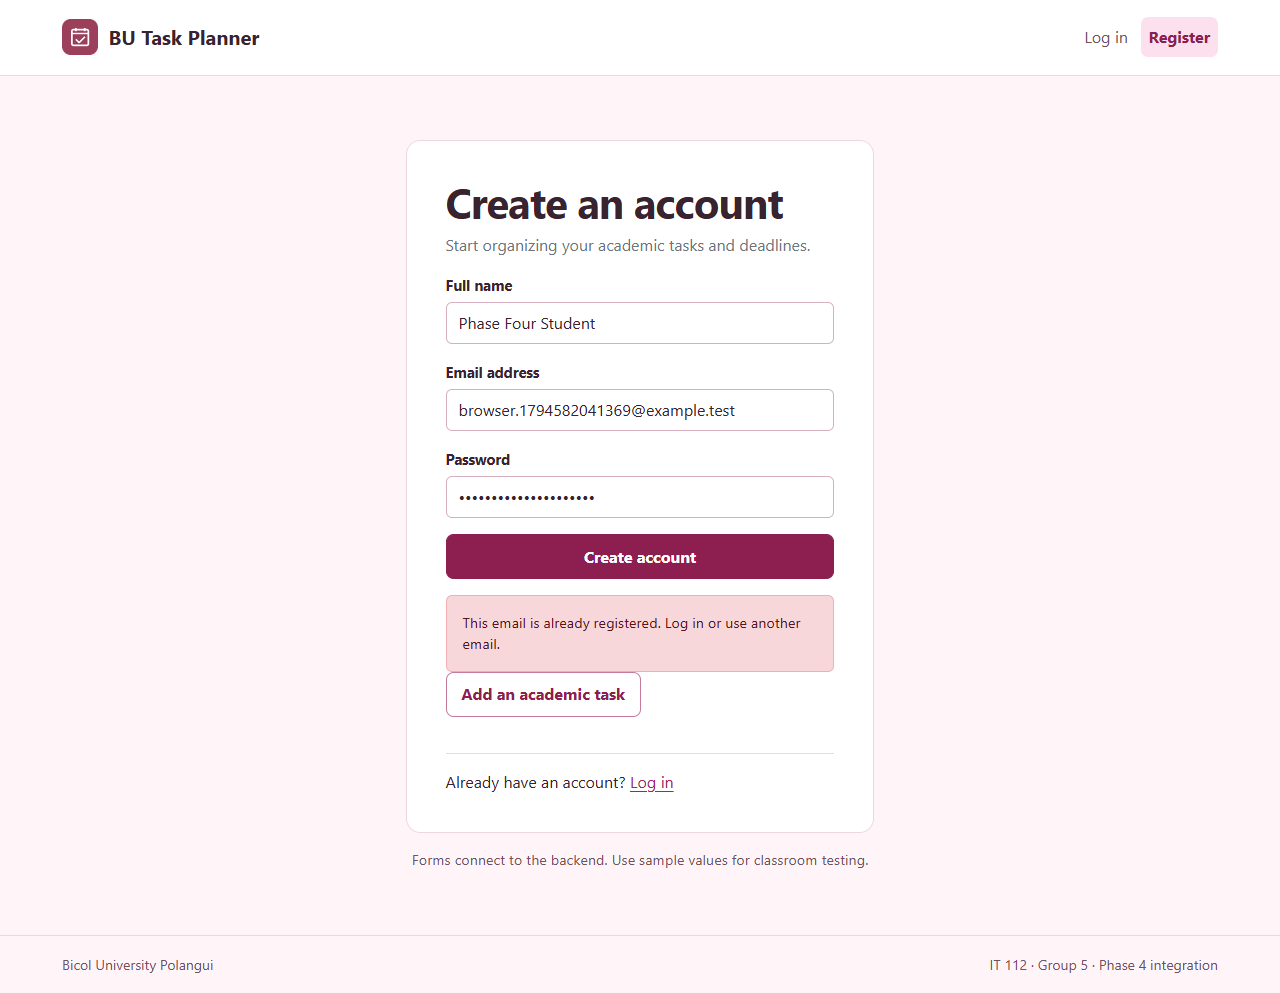 BU Task Planner
Log in
Register
Create an account
Start organizing your academic tasks and deadlines.
Full name
Phase Four Student
Email address
browser.1794582041369@example.test
Password
•••••••••••••••••••••
Create account
This email is already registered. Log in or use another
email.
Add an academic task
Already have an account? Log in
Forms connect to the backend. Use sample values for classroom testing.
Bicol University Polangui
IT 112 · Group 5 · Phase 4 integration